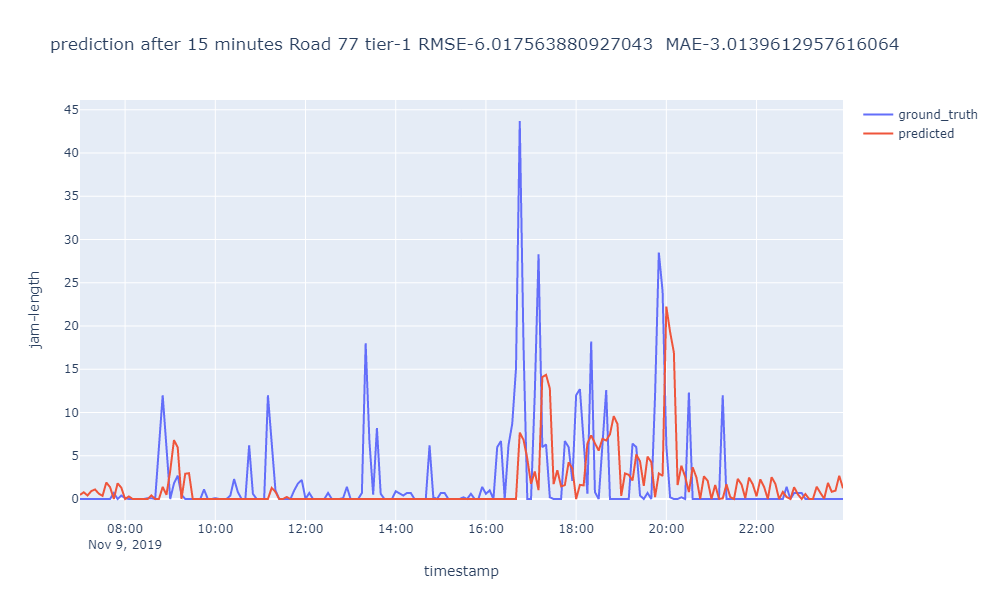 prediction after 15 minutes Road 77 tier-1 RMSE-6.017563880927043  MAE-3.0139612957616064
ground_truth
predicted
45
40
35
30
25
20
15
10
5
0
jam-length
08:00 10:00 12:00 14:00 16:00 18:00 20:00 22:00
Nov 9, 2019
timestamp